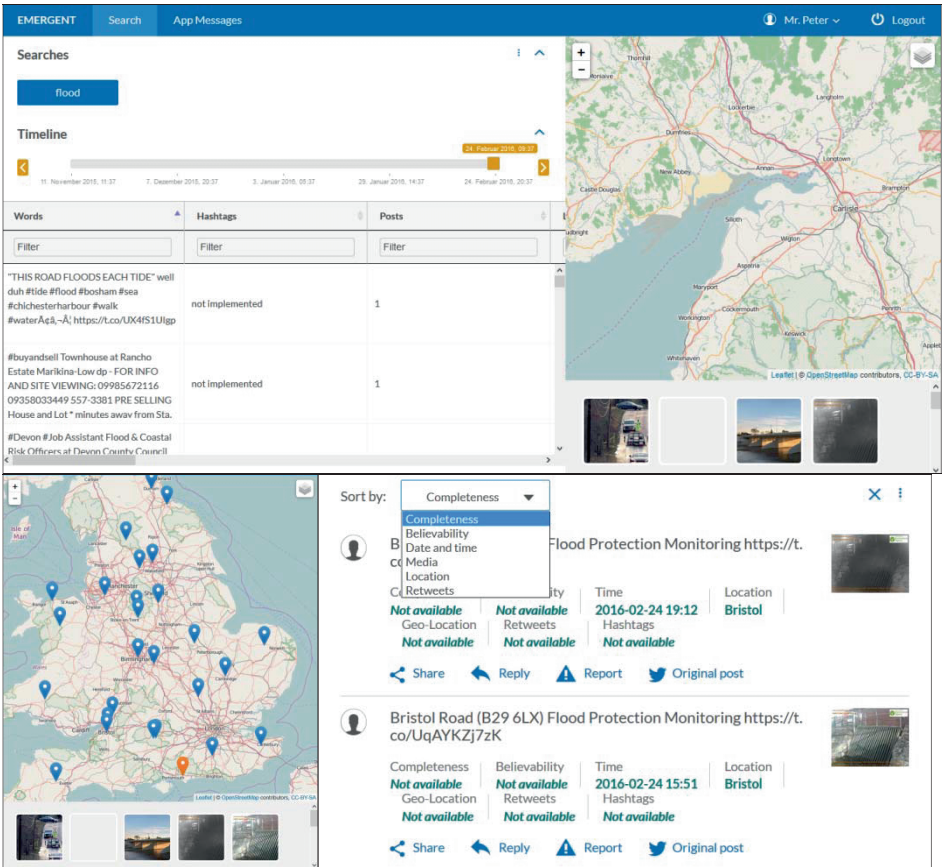 EMERGENT Search App Messages Mr. Peter Logout
Searches
flood
Timeline
24. Februar 2016, 09:37
11. November 2015, 11:37 7. Dezember 2015, 20:37 3. Januar 2016, 05:37 29. Januar 2016, 14:37 24. Februar 2016, 20:37
Words Hashtags Posts
Filter Filter Filter
"THIS ROAD FLOODS EACH TIDE" well
duh #tide #flood #bosham #sea
#chichesterharbour #walk
#waterÃ¢â‚¬Â¦ https://t.co/UX4fS1UIgp
not implemented 1
#buyandsell Townhouse at Rancho
Estate Marikina-Low dp - FOR INFO
AND SITE VIEWING: 09985672116
09358033449 557-3381 PRE SELLING
House and Lot * minutes away from Sta.
not implemented 1
#Devon #Job Assistant Flood & Coastal
Risk Officers at Devon County Council
+
-
Thornhill
Moniaive
Langholm
Lockerbie
Dumfries
Longtown
New Abbey
Annan
Castle Douglas
Brampton
Carlisle
Silloth
Wigton
Aspatria
Maryport
Cockermouth
Penrith
Workington
Keswick
Whitehaven
Leaflet | © OpenStreetMap contributors, CC-BY-SA
+
-
Isle of
Man
Lancaster
Manchester
Birmingham
Cambridge
Cardiff
London
Leaflet | © OpenStreetMap contributors, CC-BY-SA
Sort by: Completeness
Completeness
Believability
Date and time
Media
Location
Retweets
Flood Protection Monitoring https://t.
Time Location
Not available Not available 2016-02-24 19:12 Bristol
Geo-Location Retweets Hashtags
Not available Not available Not available
Share Reply Report Original post
Bristol Road (B29 6LX) Flood Protection Monitoring https://t.
co/UqAYKZj7zK
Completeness Believability Time Location
Not available Not available 2016-02-24 15:51 Bristol
Geo-Location Retweets Hashtags
Not available Not available Not available
Share Reply Report Original post